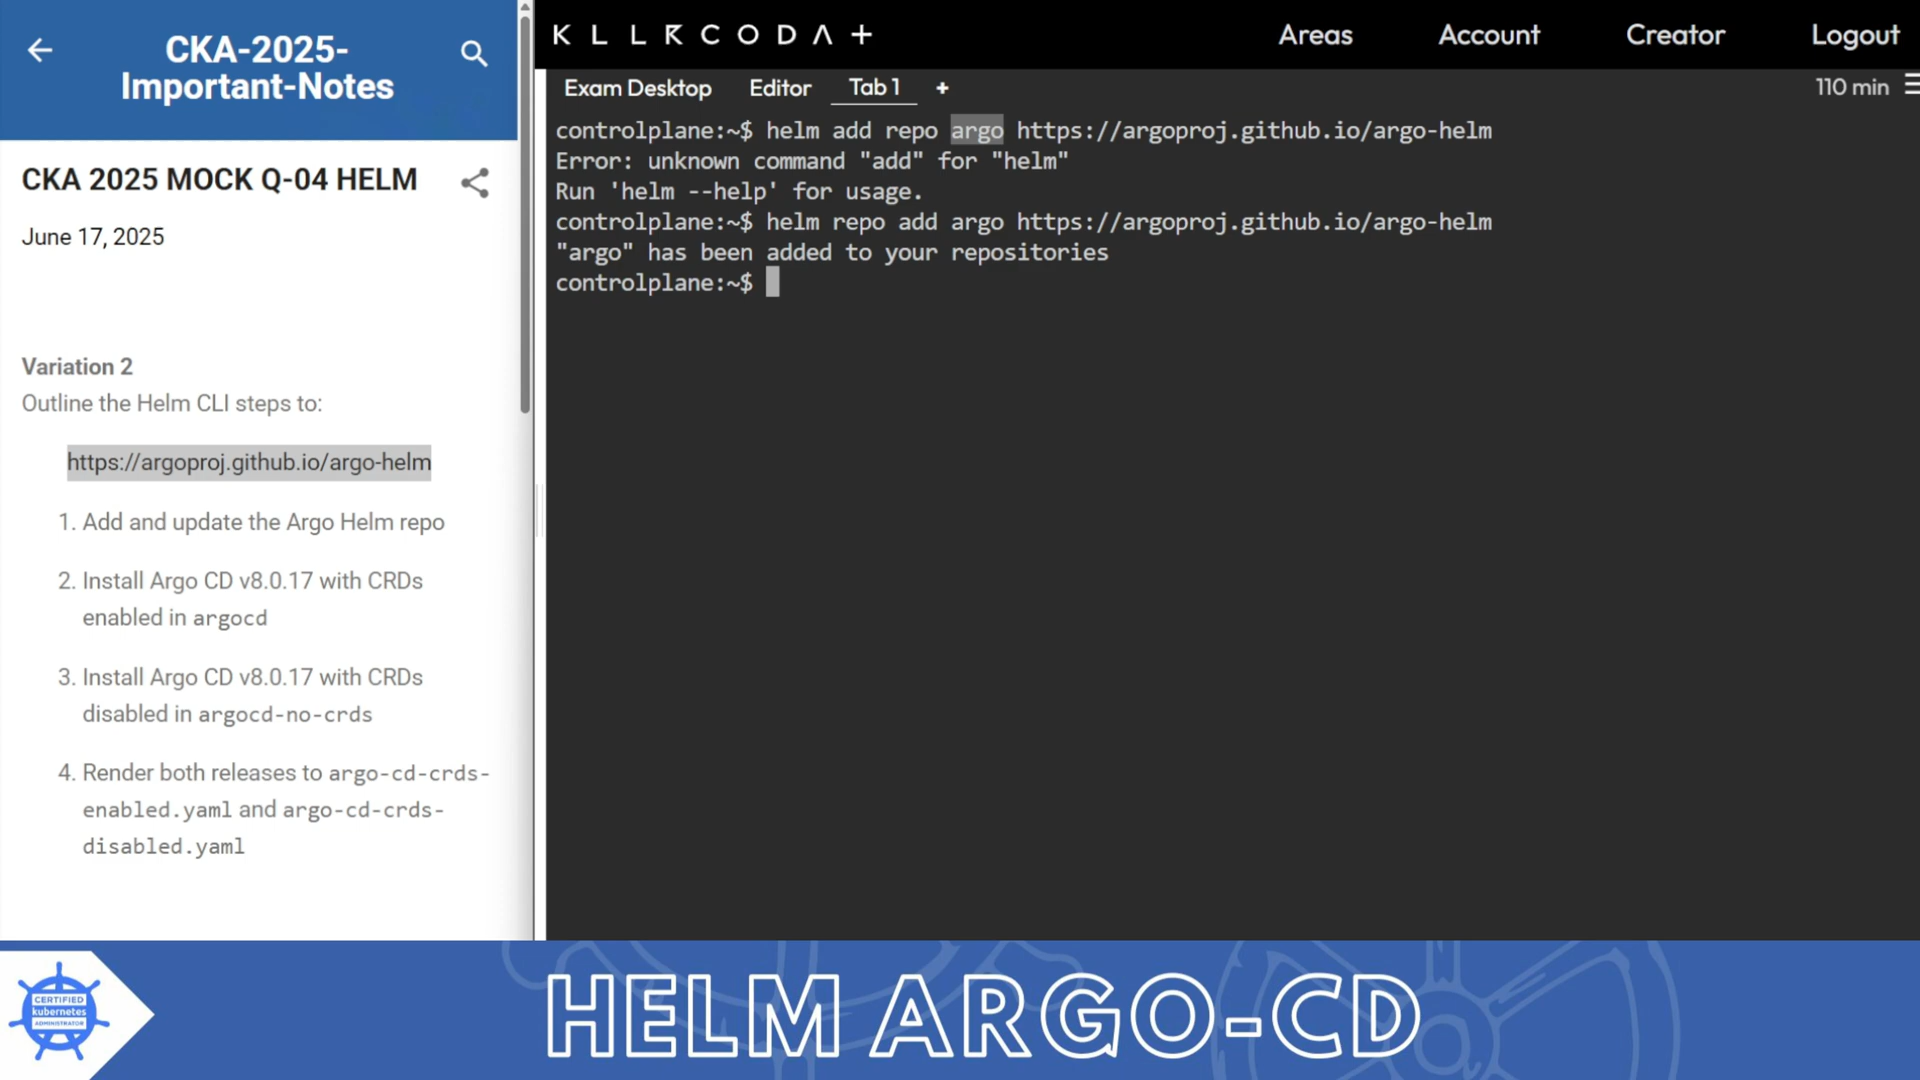 CKA-2025-
Important-Notes
CKA 2025 MOCK Q-04 HELM
June 17, 2025
Variation 2
Outline the Helm CLI steps to:
https://argoproj.github.io/argo-helm
1. Add and update the Argo Helm repo
2. Install Argo CD v8.0.17 with CRDs
enabled in argocd
3. Install Argo CD v8.0.17 with CRDs
disabled in argocd-no-crds
4. Render both releases to argo-cd-crds-
enabled.yaml and argo-cd-crds-
disabled.yaml
KLLRCODA+
Areas
Account
Creator
Logout
Exam Desktop
Editor
Tab 1
+
110 min
controlplane:~$ helm add repo argo https://argoproj.github.io/argo-helm
Error: unknown command "add" for "helm"
Run 'helm --help' for usage.
controlplane:~$ helm repo add argo https://argoproj.github.io/argo-helm
"argo" has been added to your repositories
controlplane:~$
CERTIFIED
kubernetes
ADMINISTRATOR
HELM ARGO-CD